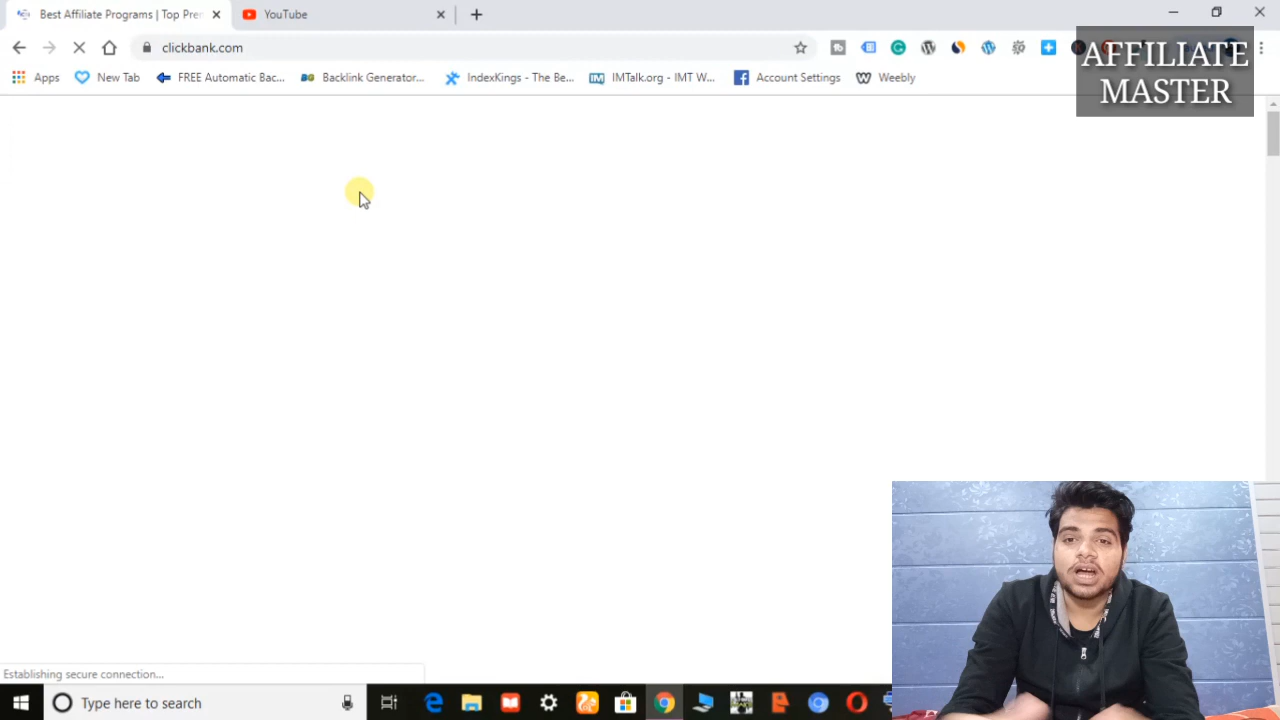 Best Affiliate Programs | Top Pre
YouTube
clickbank.com
AFFILIATE
MASTER
Apps
New Tab
FREE Automatic Bac...
Backlink Generator...
IndexKings - The Be...
IMTalk.org - IMT W...
Account Settings
Weebly
Establishing secure connection...
Type here to search